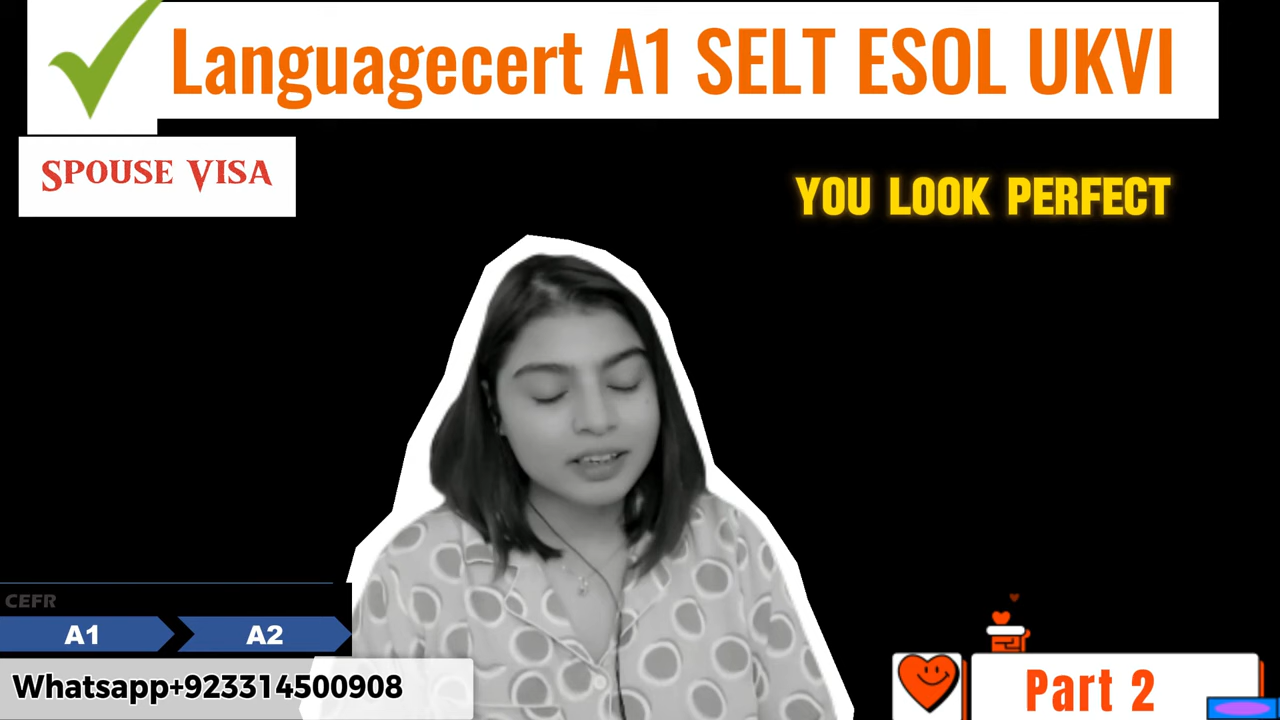 Languagecert A1 SELT ESOL UKVI
SPOUSE VISA
YOU LOOK PERFECT
CEFR
A1 A2
Whatsapp+923314500908
Part 2